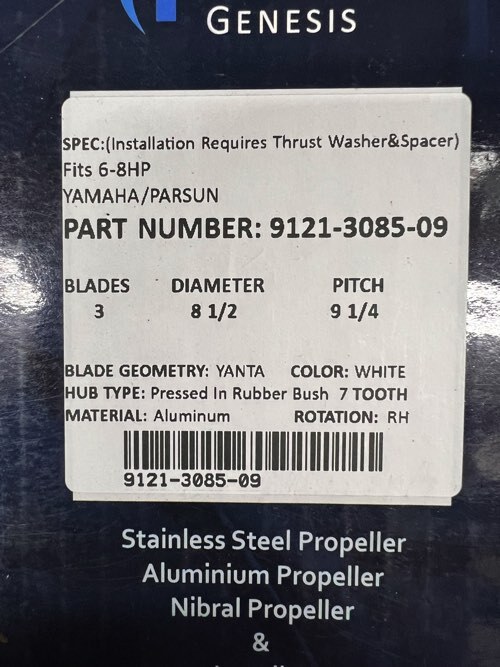 GENESIS
SPEC:(Installation Requires Thrust Washer&Spacer)
Fits 6-8HP
YAMAHA/PARSUN
PART NUMBER: 9121-3085-09
BLADES DIAMETER PITCH
3 8 1/2 9 1/4
BLADE GEOMETRY: YANTA COLOR: WHITE
HUB TYPE: Pressed In Rubber Bush 7 TOOTH
MATERIAL: Aluminum ROTATION: RH
9121-3085-09
Stainless Steel Propeller
Aluminium Propeller
Nibral Propeller
&